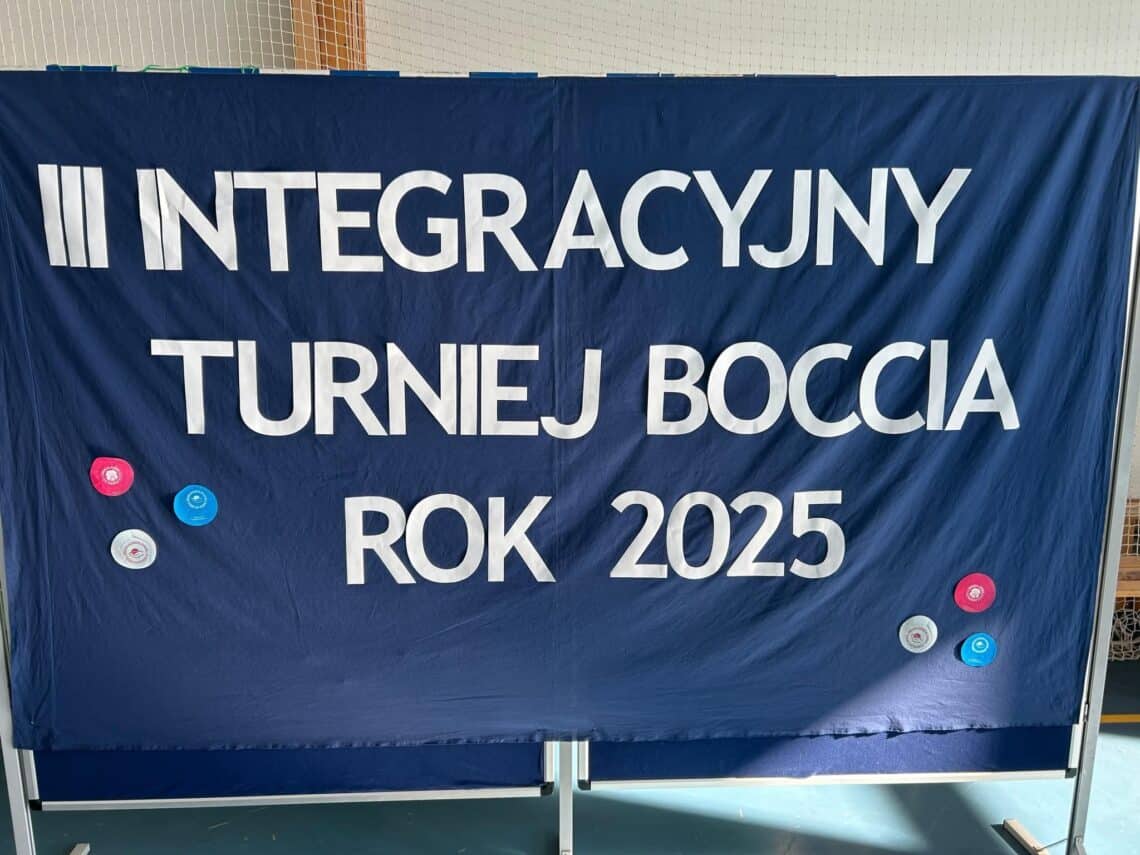 III INTEGRACYJNY
TURNIEJ BOCCIA
ROK 2025